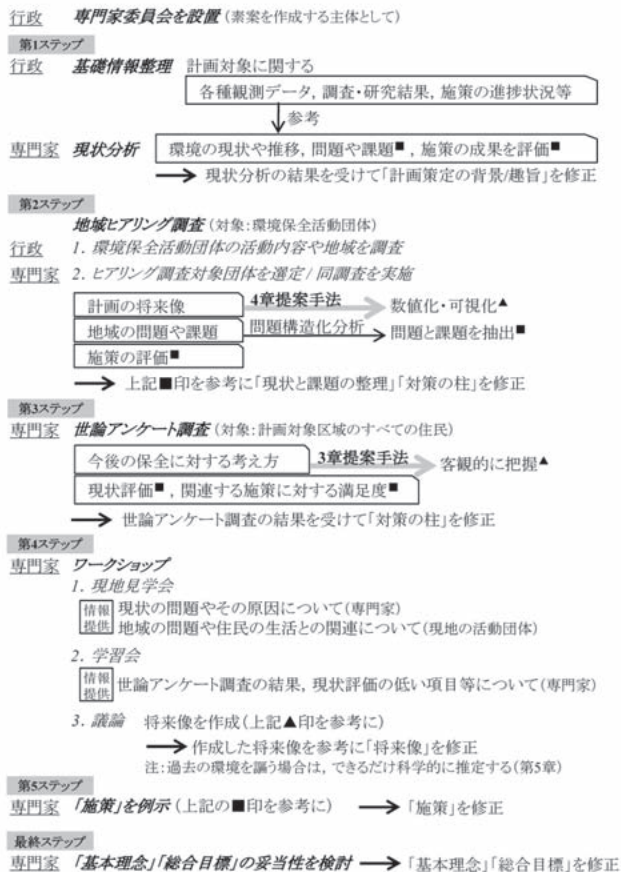 行政 専門家委員会を設置(素案を作成する主体として)
第1ステップ
行政 基礎情報整理 計画対象に関する
各種観測データ, 調査・研究結果, 施策の進捗状況等
参考
専門家 現状分析 環境の現状や推移, 問題や課題■, 施策の成果を評価■
現状分析の結果を受けて「計画策定の背景/趣旨」を修正
第2ステップ
地域ヒアリング調査(対象:環境保全活動団体)
行政 1. 環境保全活動団体の活動内容や地域を調査
専門家 2. ヒアリング調査対象団体を選定/同調査を実施
計画の将来像 4章提案手法 数値化・可視化▲
地域の問題や課題 問題構造化分析 問題と課題を抽出■
施策の評価■
上記■印を参考に「現状と課題の整理」「対策の柱」を修正
第3ステップ
専門家 世論アンケート調査(対象:計画対象区域のすべての住民)
今後の保全に対する考え方 3章提案手法 客観的に把握▲
現状評価■, 関連する施策に対する満足度■
世論アンケート調査の結果を受けて「対策の柱」を修正
第4ステップ
専門家 ワークショップ
1. 現地見学会
情報提供 現状の問題やその原因について(専門家)
地域の問題や住民の生活との関連について(現地の活動団体)
2. 学習会
情報提供 世論アンケート調査の結果, 現状評価の低い項目等について(専門家)
3. 議論 将来像を作成(上記▲印を参考に)
作成した将来像を参考に「将来像」を修正
注:過去の環境を謳う場合は, できるだけ科学的に推定する(第5章)
第5ステップ
専門家 「施策」を例示(上記の■印を参考に) 「施策」を修正
最終ステップ
専門家 「基本理念」「総合目標」の妥当性を検討 「基本理念」「総合目標」を修正